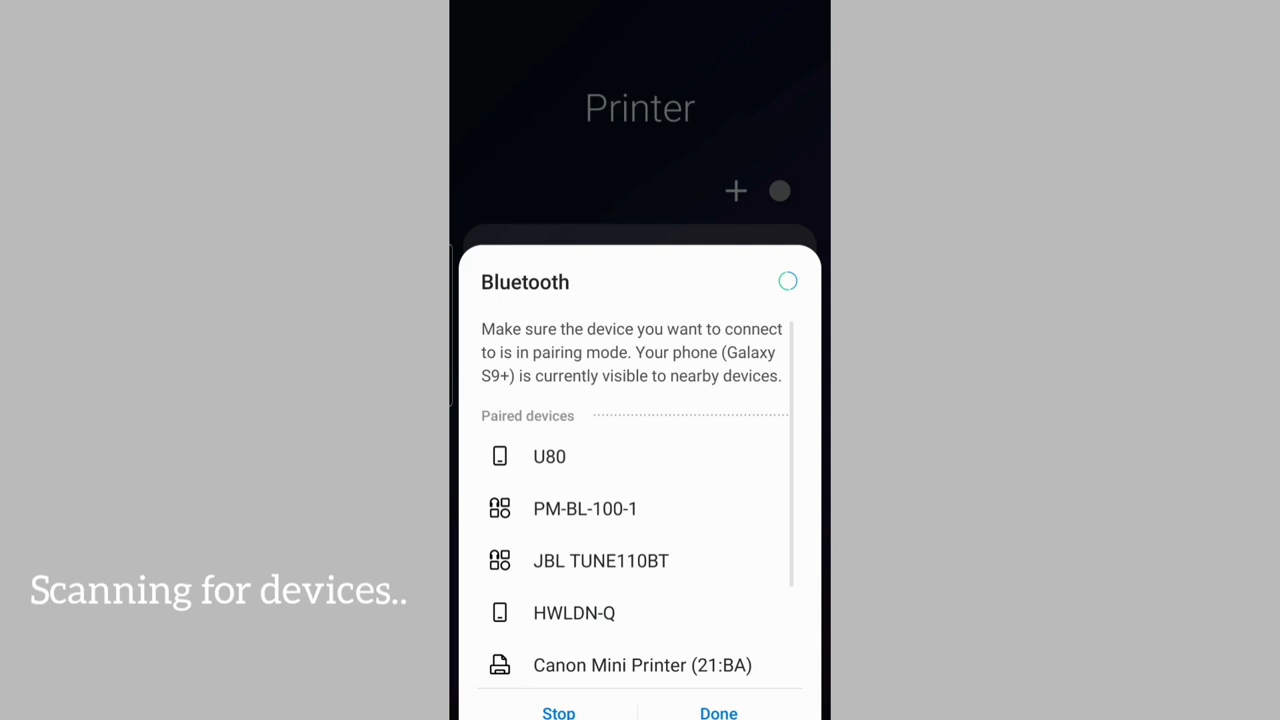 Printer
Bluetooth
Make sure the device you want to connect
to is in pairing mode. Your phone (Galaxy
S9+) is currently visible to nearby devices.
Paired devices
U80
PM-BL-100-1
JBL TUNE110BT
Scanning for devices..
HWLDN-Q
Canon Mini Printer (21:BA)
Stop
Done